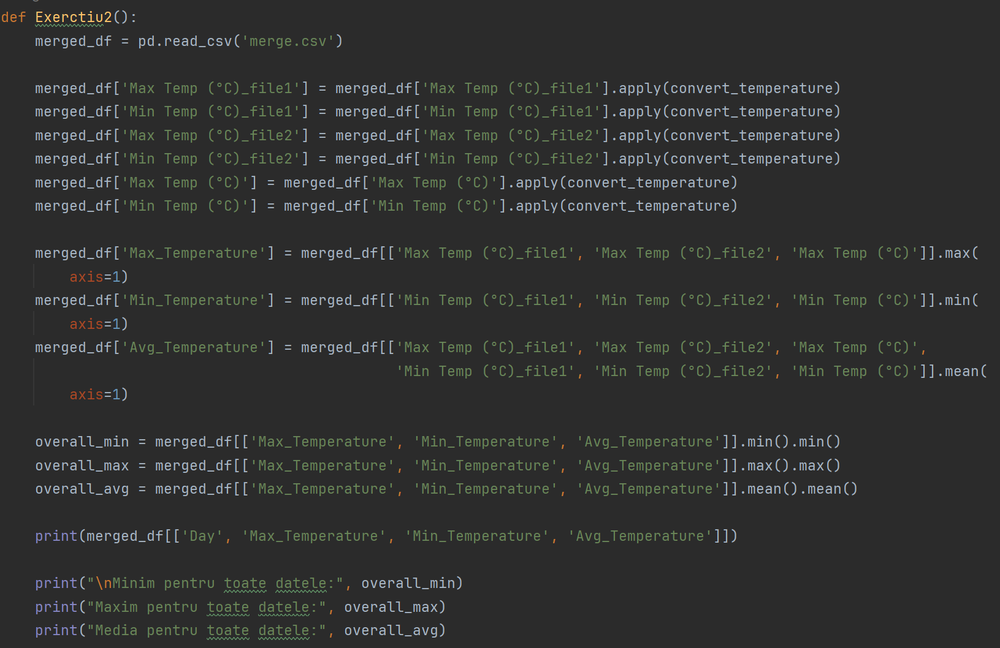 def Exerctiu2():
    merged_df = pd.read_csv('merge.csv')

    merged_df['Max Temp (°C)_file1'] = merged_df['Max Temp (°C)_file1'].apply(convert_temperature)
    merged_df['Min Temp (°C)_file1'] = merged_df['Min Temp (°C)_file1'].apply(convert_temperature)
    merged_df['Max Temp (°C)_file2'] = merged_df['Max Temp (°C)_file2'].apply(convert_temperature)
    merged_df['Min Temp (°C)_file2'] = merged_df['Min Temp (°C)_file2'].apply(convert_temperature)
    merged_df['Max Temp (°C)'] = merged_df['Max Temp (°C)'].apply(convert_temperature)
    merged_df['Min Temp (°C)'] = merged_df['Min Temp (°C)'].apply(convert_temperature)

    merged_df['Max_Temperature'] = merged_df[['Max Temp (°C)_file1', 'Max Temp (°C)_file2', 'Max Temp (°C)']].max(
        axis=1)
    merged_df['Min_Temperature'] = merged_df[['Min Temp (°C)_file1', 'Min Temp (°C)_file2', 'Min Temp (°C)']].min(
        axis=1)
    merged_df['Avg_Temperature'] = merged_df[['Max Temp (°C)_file1', 'Max Temp (°C)_file2', 'Max Temp (°C)',
                                              'Min Temp (°C)_file1', 'Min Temp (°C)_file2', 'Min Temp (°C)']].mean(
        axis=1)

    overall_min = merged_df[['Max_Temperature', 'Min_Temperature', 'Avg_Temperature']].min().min()
    overall_max = merged_df[['Max_Temperature', 'Min_Temperature', 'Avg_Temperature']].max().max()
    overall_avg = merged_df[['Max_Temperature', 'Min_Temperature', 'Avg_Temperature']].mean().mean()

    print(merged_df[['Day', 'Max_Temperature', 'Min_Temperature', 'Avg_Temperature']])

    print("\nMinim pentru toate datele:", overall_min)
    print("Maxim pentru toate datele:", overall_max)
    print("Media pentru toate datele:", overall_avg)